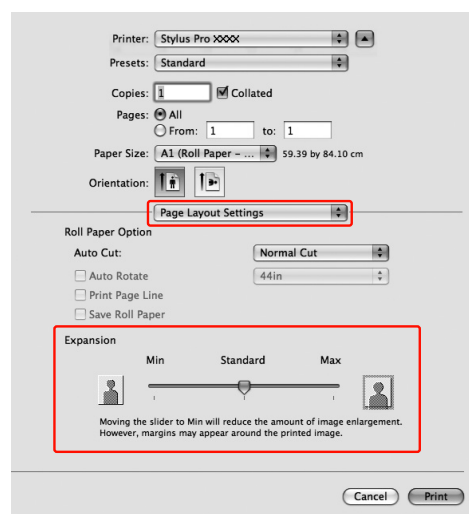 Printer: Stylus Pro XXXX
Presets: Standard
Copies: 1 Collated
Pages: All
From: 1 to: 1
Paper Size: A1 (Roll Paper – ... 59.39 by 84.10 cm
Orientation:
Page Layout Settings
Roll Paper Option
Auto Cut: Normal Cut
Auto Rotate 44in
Print Page Line
Save Roll Paper
Expansion
Min Standard Max
Moving the slider to Min will reduce the amount of image enlargement.
However, margins may appear around the printed image.
Cancel Print